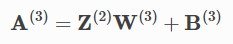 A^(3) = Z^(2)W^(3) + B^(3)